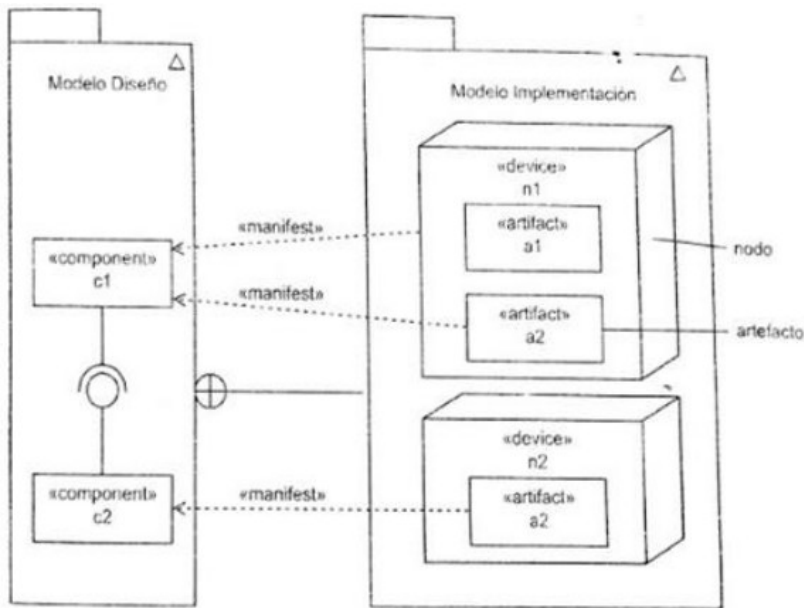 Modelo Diseño
Modelo Implementación
«device»
n1
«manifest»
«artifact»
a1
nodo
«component»
c1
«manifest»
«artifact»
a2
artefacto
«device»
n2
«component»
c2
«manifest»
«artifact»
a2